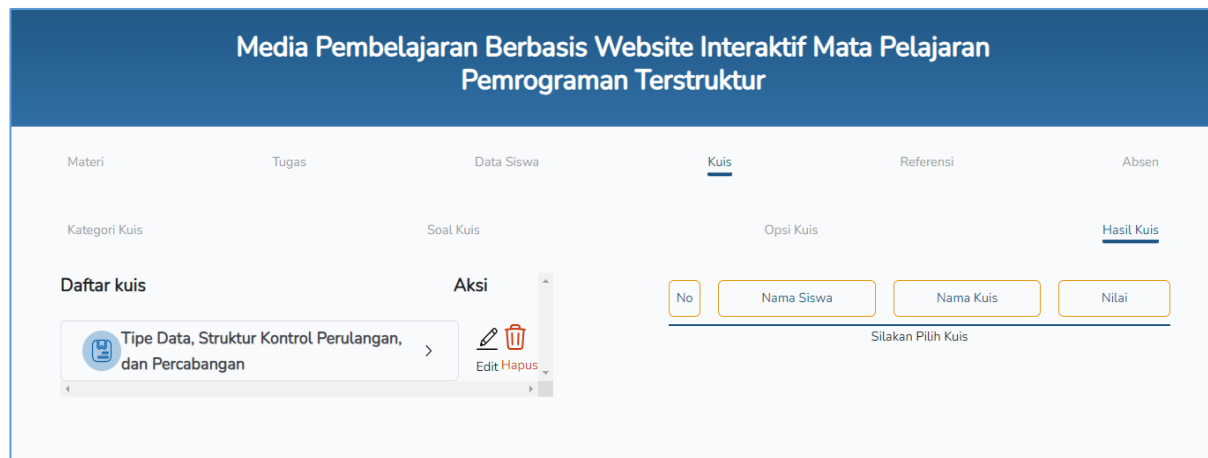 Media Pembelajaran Berbasis Website Interaktif Mata Pelajaran
Pemrograman Terstruktur
Materi Tugas Data Siswa Kuis Referensi Absen
Kategori Kuis Soal Kuis Opsi Kuis Hasil Kuis
Daftar kuis Aksi
Tipe Data, Struktur Kontrol Perulangan,
dan Percabangan
Edit Hapus
No Nama Siswa Nama Kuis Nilai
Silakan Pilih Kuis